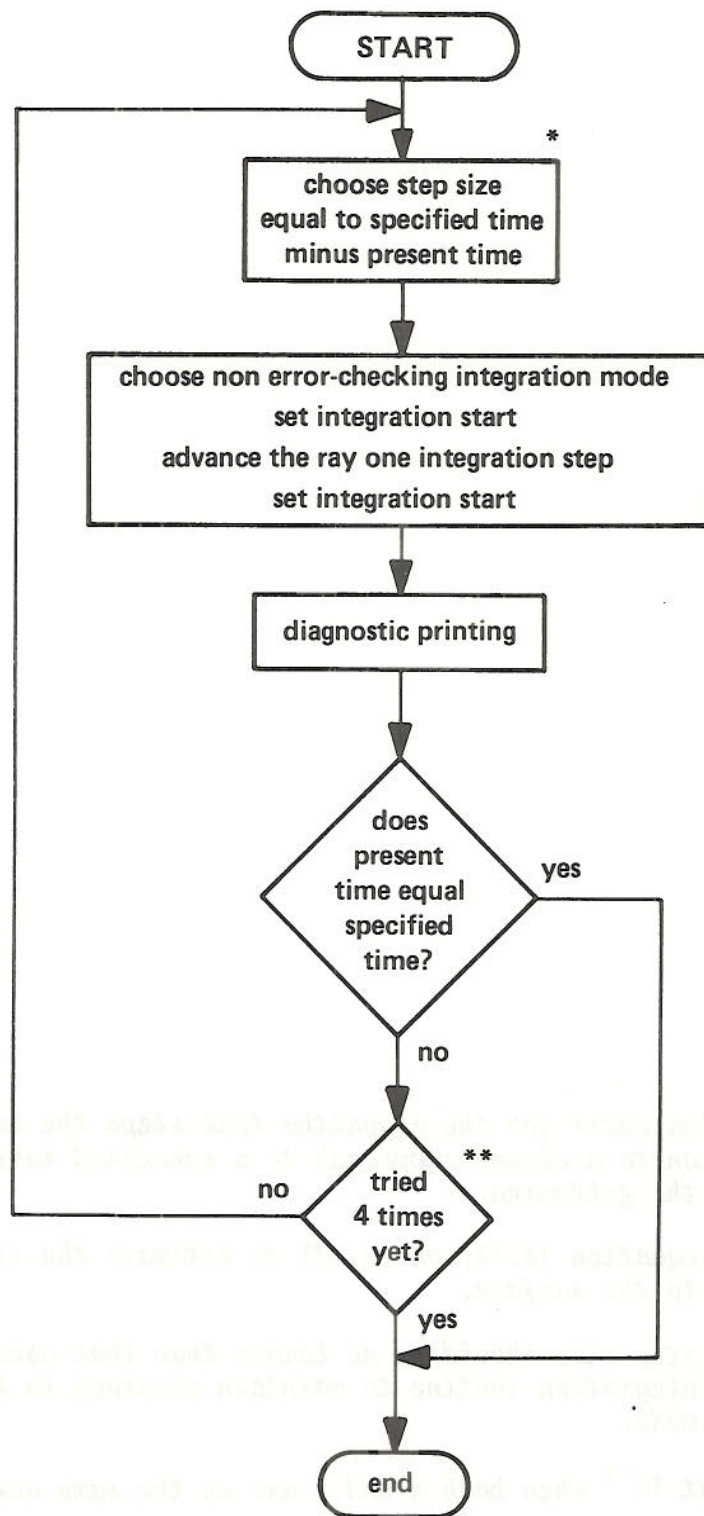 START
*
choose step size
equal to specified time
minus present time
choose non error-checking integration mode
set integration start
advance the ray one integration step
set integration start
diagnostic printing
does
present
time equal
specified
time?
yes
no
**
tried
4 times
yet?
no
yes
end